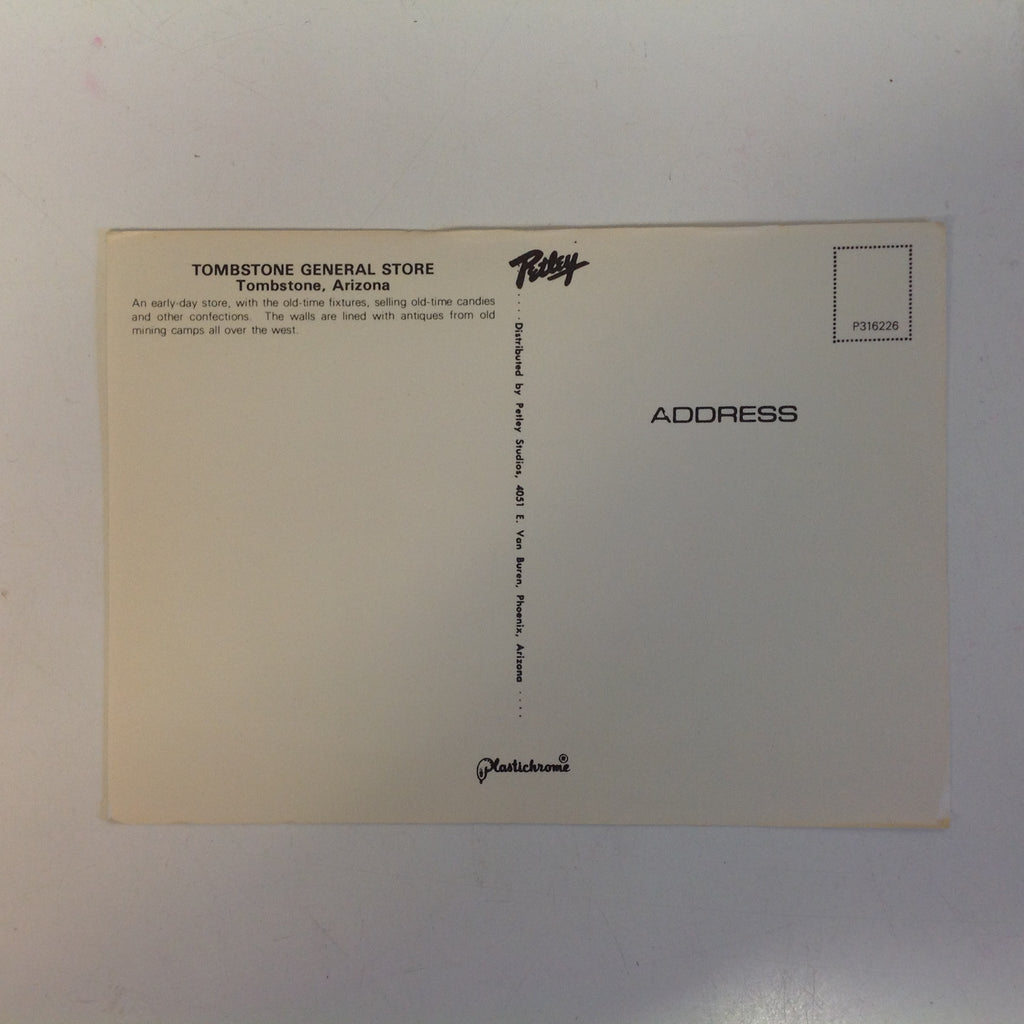 TOMBSTONE GENERAL STORE
Tombstone, Arizona
An early-day store, with the old-time fixtures, selling old-time candies
and other confections. The walls are lined with antiques from old
mining camps all over the west.
Petley
....Distributed by Petley Studios, 4051 E. Van Buren, Phoenix, Arizona ....
Plastichrome®
P316226
ADDRESS